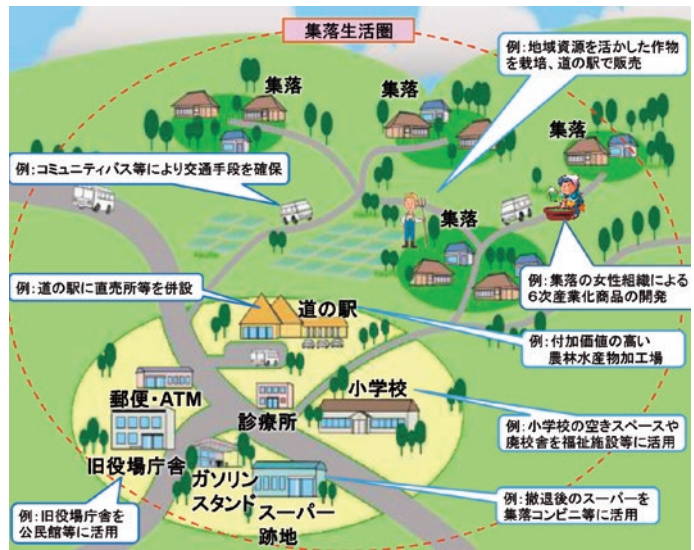 集落生活圏
例:地域資源を活かした作物
を栽培、道の駅で販売
集落
集落
集落
例:コミュニティバス等により交通手段を確保
集落
例:集落の女性組織による
6次産業化商品の開発
例:道の駅に直売所等を併設
道の駅
例:付加価値の高い
農林水産物加工場
郵便・ATM
診療所
小学校
例:小学校の空きスペースや
廃校舎を福祉施設等に活用
旧役場庁舎
ガソリン
スタンド
スーパー
跡地
例:撤退後のスーパーを
集落コンビニ等に活用
例:旧役場庁舎を
公民館等に活用